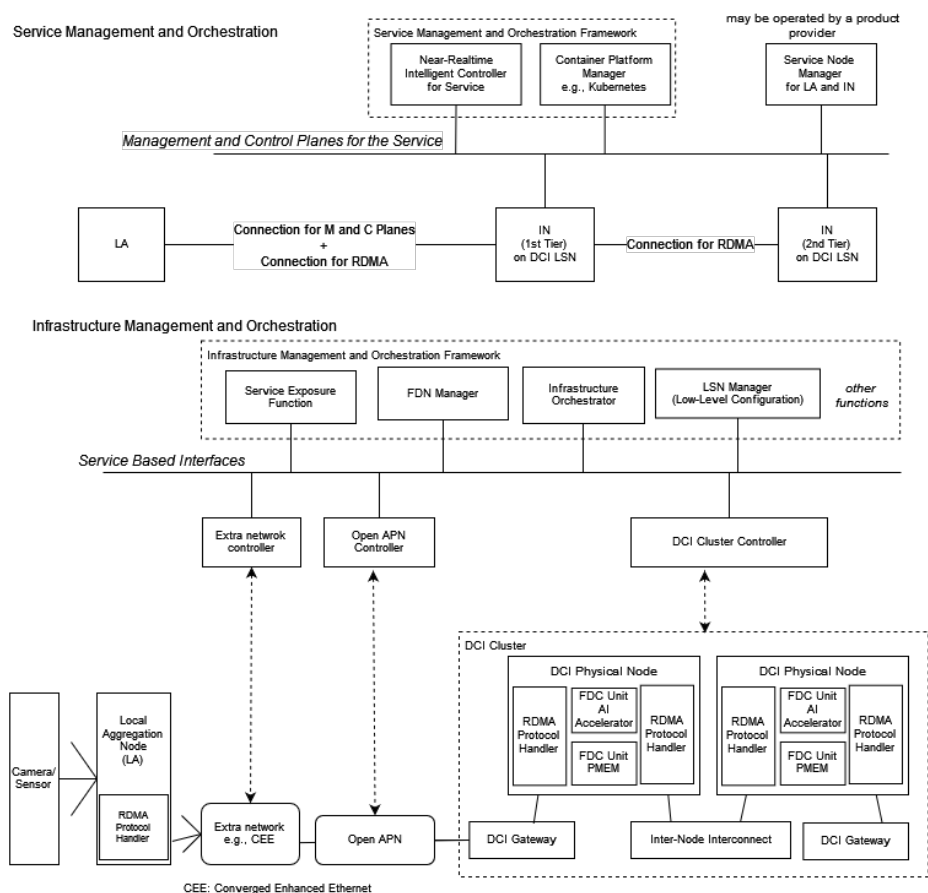 Service Management and Orchestration
may be operated by a product
provider
Service Management and Orchestration Framework
Near-Realtime
Intelligent Controller
for Service
Container Platform
Manager
e.g., Kubernetes
Service Node
Manager
for LA and IN
Management and Control Planes for the Service
LA
Connection for M and C Planes
+
Connection for RDMA
IN
(1st Tier)
on DCI LSN
Connection for RDMA
IN
(2nd Tier)
on DCI LSN
Infrastructure Management and Orchestration
Infrastructure Management and Orchestration Framework
Service Exposure
Function
FDN Manager
Infrastructure
Orchestrator
LSN Manager
(Low-Level Configuration)
other
functions
Service Based Interfaces
Extra netwrok
controller
Open APN
Controller
DCI Cluster Controller
DCI Cluster
DCI Physical Node
RDMA
Protocol
Handler
FDC Unit
AI
Accelerator
FDC Unit
PMEM
RDMA
Protocol
Handler
DCI Physical Node
RDMA
Protocol
Handler
FDC Unit
AI
Accelerator
FDC Unit
PMEM
RDMA
Protocol
Handler
Camera/
Sensor
Local
Aggregation
Node
(LA)
RDMA
Protocol
Handler
Extra network
e.g., CEE
Open APN
DCI Gateway
Inter-Node Interconnect
DCI Gateway
CEE: Converged Enhanced Ethernet